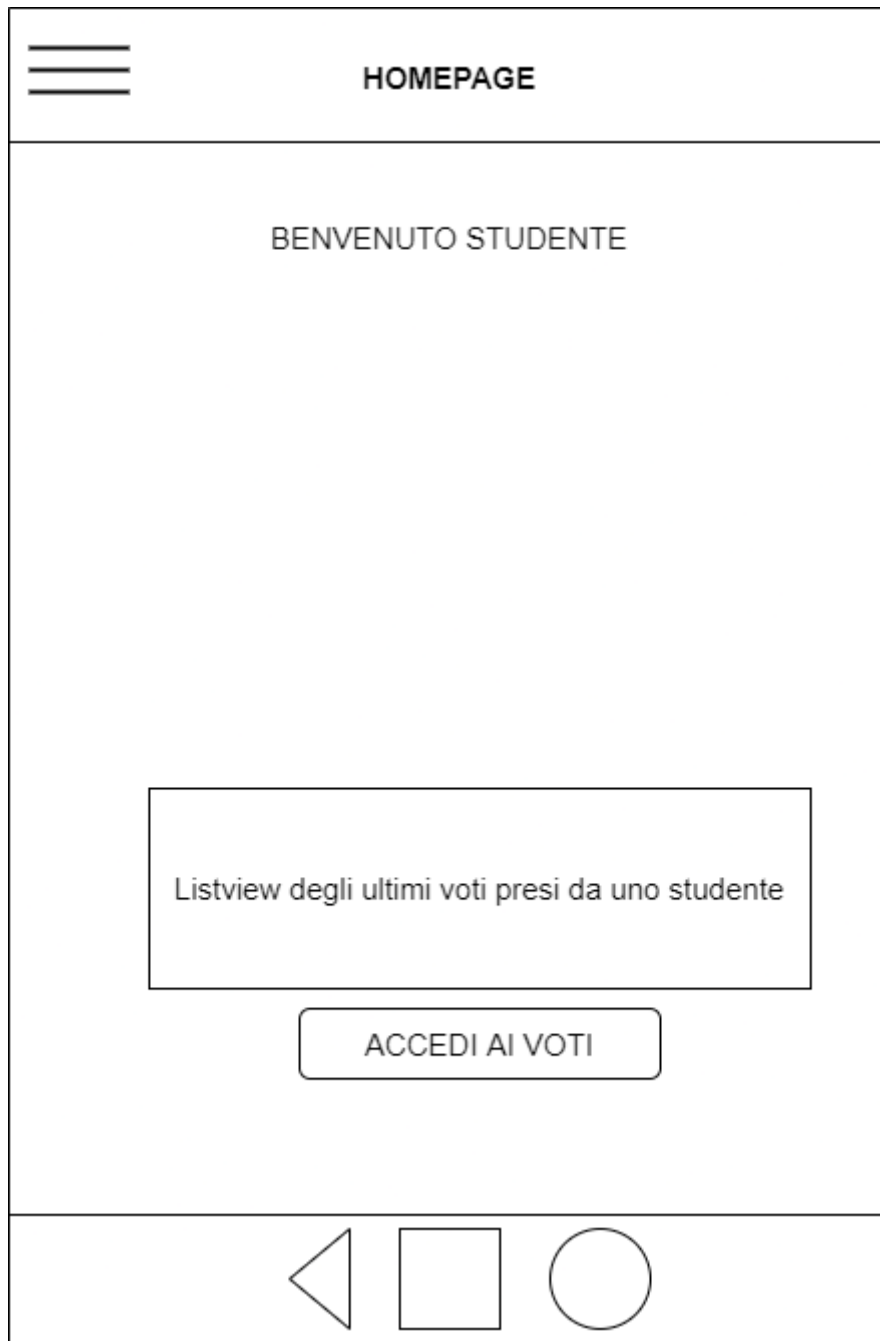 HOMEPAGE
BENVENUTO STUDENTE
Listview degli ultimi voti presi da uno studente
ACCEDI AI VOTI